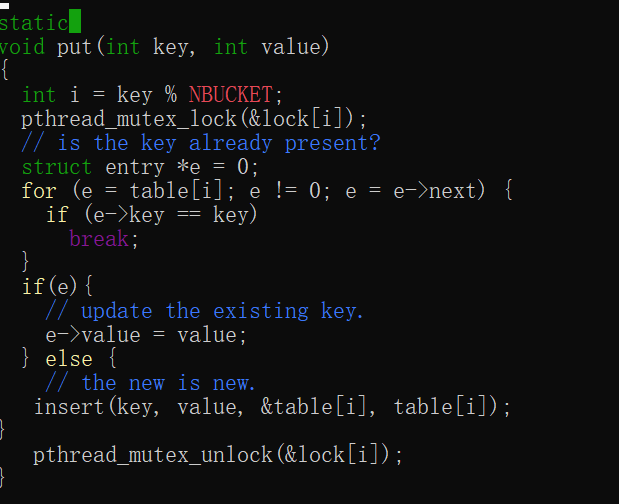 static
void put(int key, int value)
{
  int i = key % NBUCKET;
  pthread_mutex_lock(&lock[i]);
  // is the key already present?
  struct entry *e = 0;
  for (e = table[i]; e != 0; e = e->next) {
    if (e->key == key)
      break;
  }
  if(e){
    // update the existing key.
    e->value = value;
  } else {
    // the new is new.
   insert(key, value, &table[i], table[i]);
}
   pthread_mutex_unlock(&lock[i]);
}